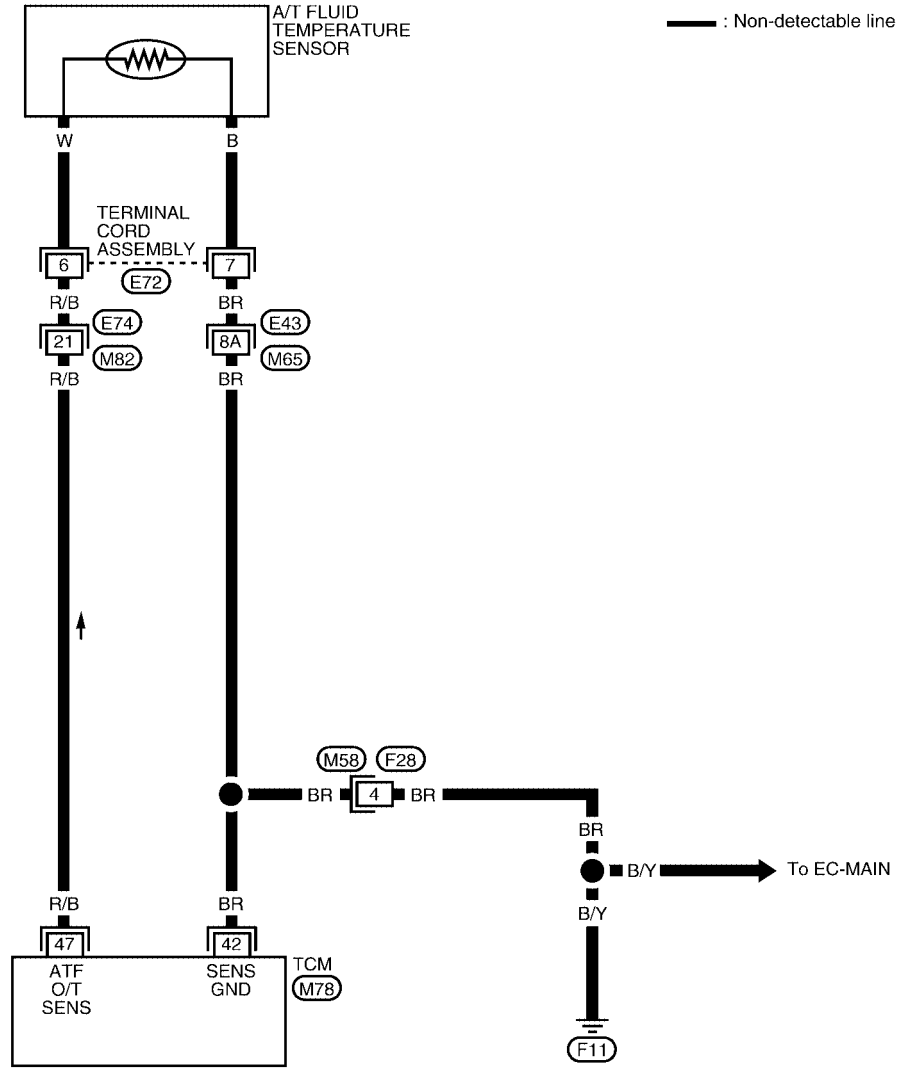 A/T FLUID
TEMPERATURE
SENSOR
: Non-detectable line
W
B
TERMINAL
CORD
ASSEMBLY
6
7
E72
R/B
BR
E74
E43
21
8A
M82
M65
R/B
BR
M58
F28
BR
4
BR
BR
B/Y
To EC-MAIN
R/B
BR
B/Y
47
42
ATF
O/T
SENS
SENS
GND
TCM
M78
F11